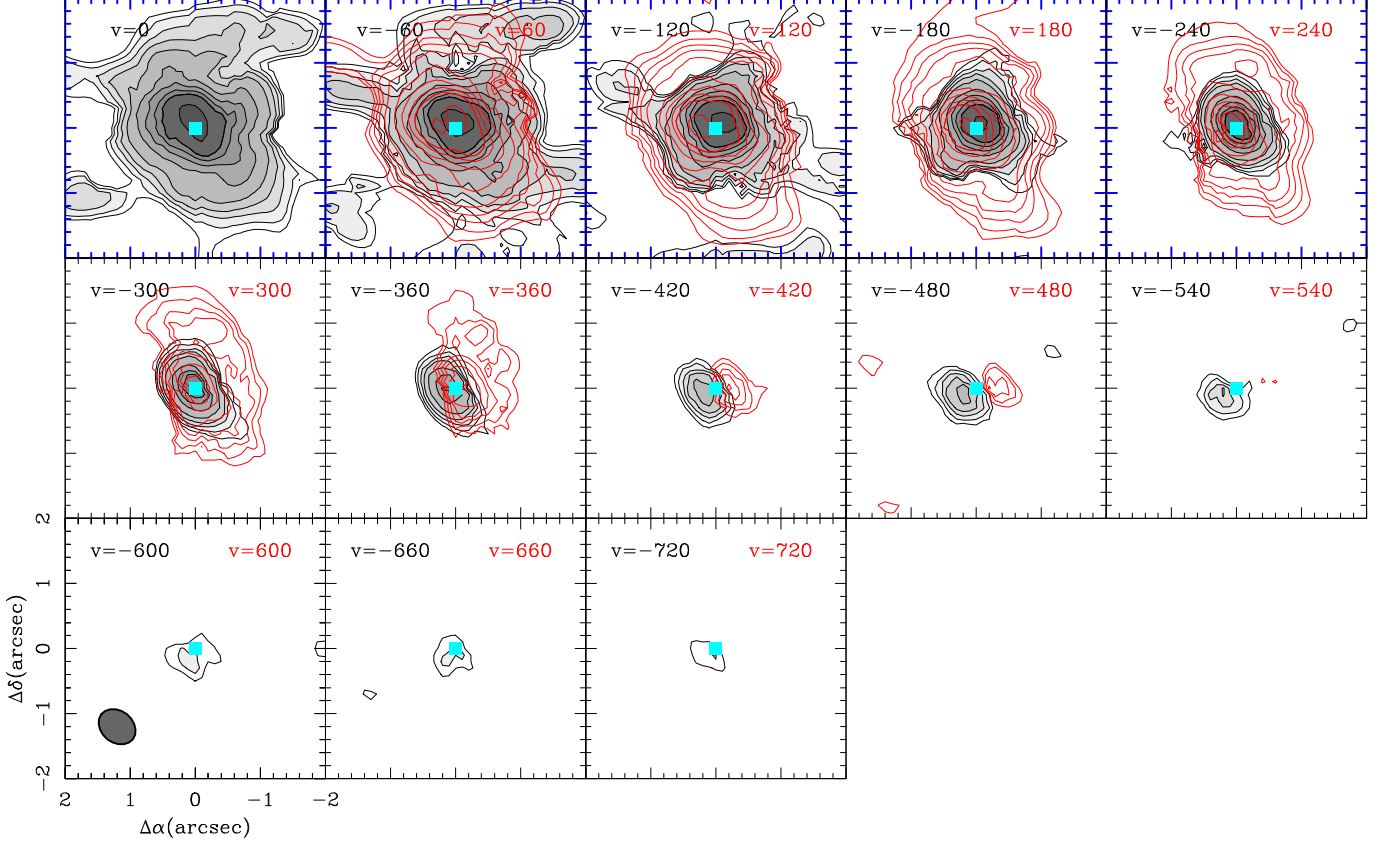 v=0
v=−60 v=60
v=−120 v=120
v=−180 v=180
v=−240 v=240
v=−300 v=300
v=−360 v=360
v=−420 v=420
v=−480 v=480
v=−540 v=540
v=−600 v=600
v=−660 v=660
v=−720 v=720
2
1
0
−1
−2
Δδ(arcsec)
2 1 0 −1 −2
Δα(arcsec)